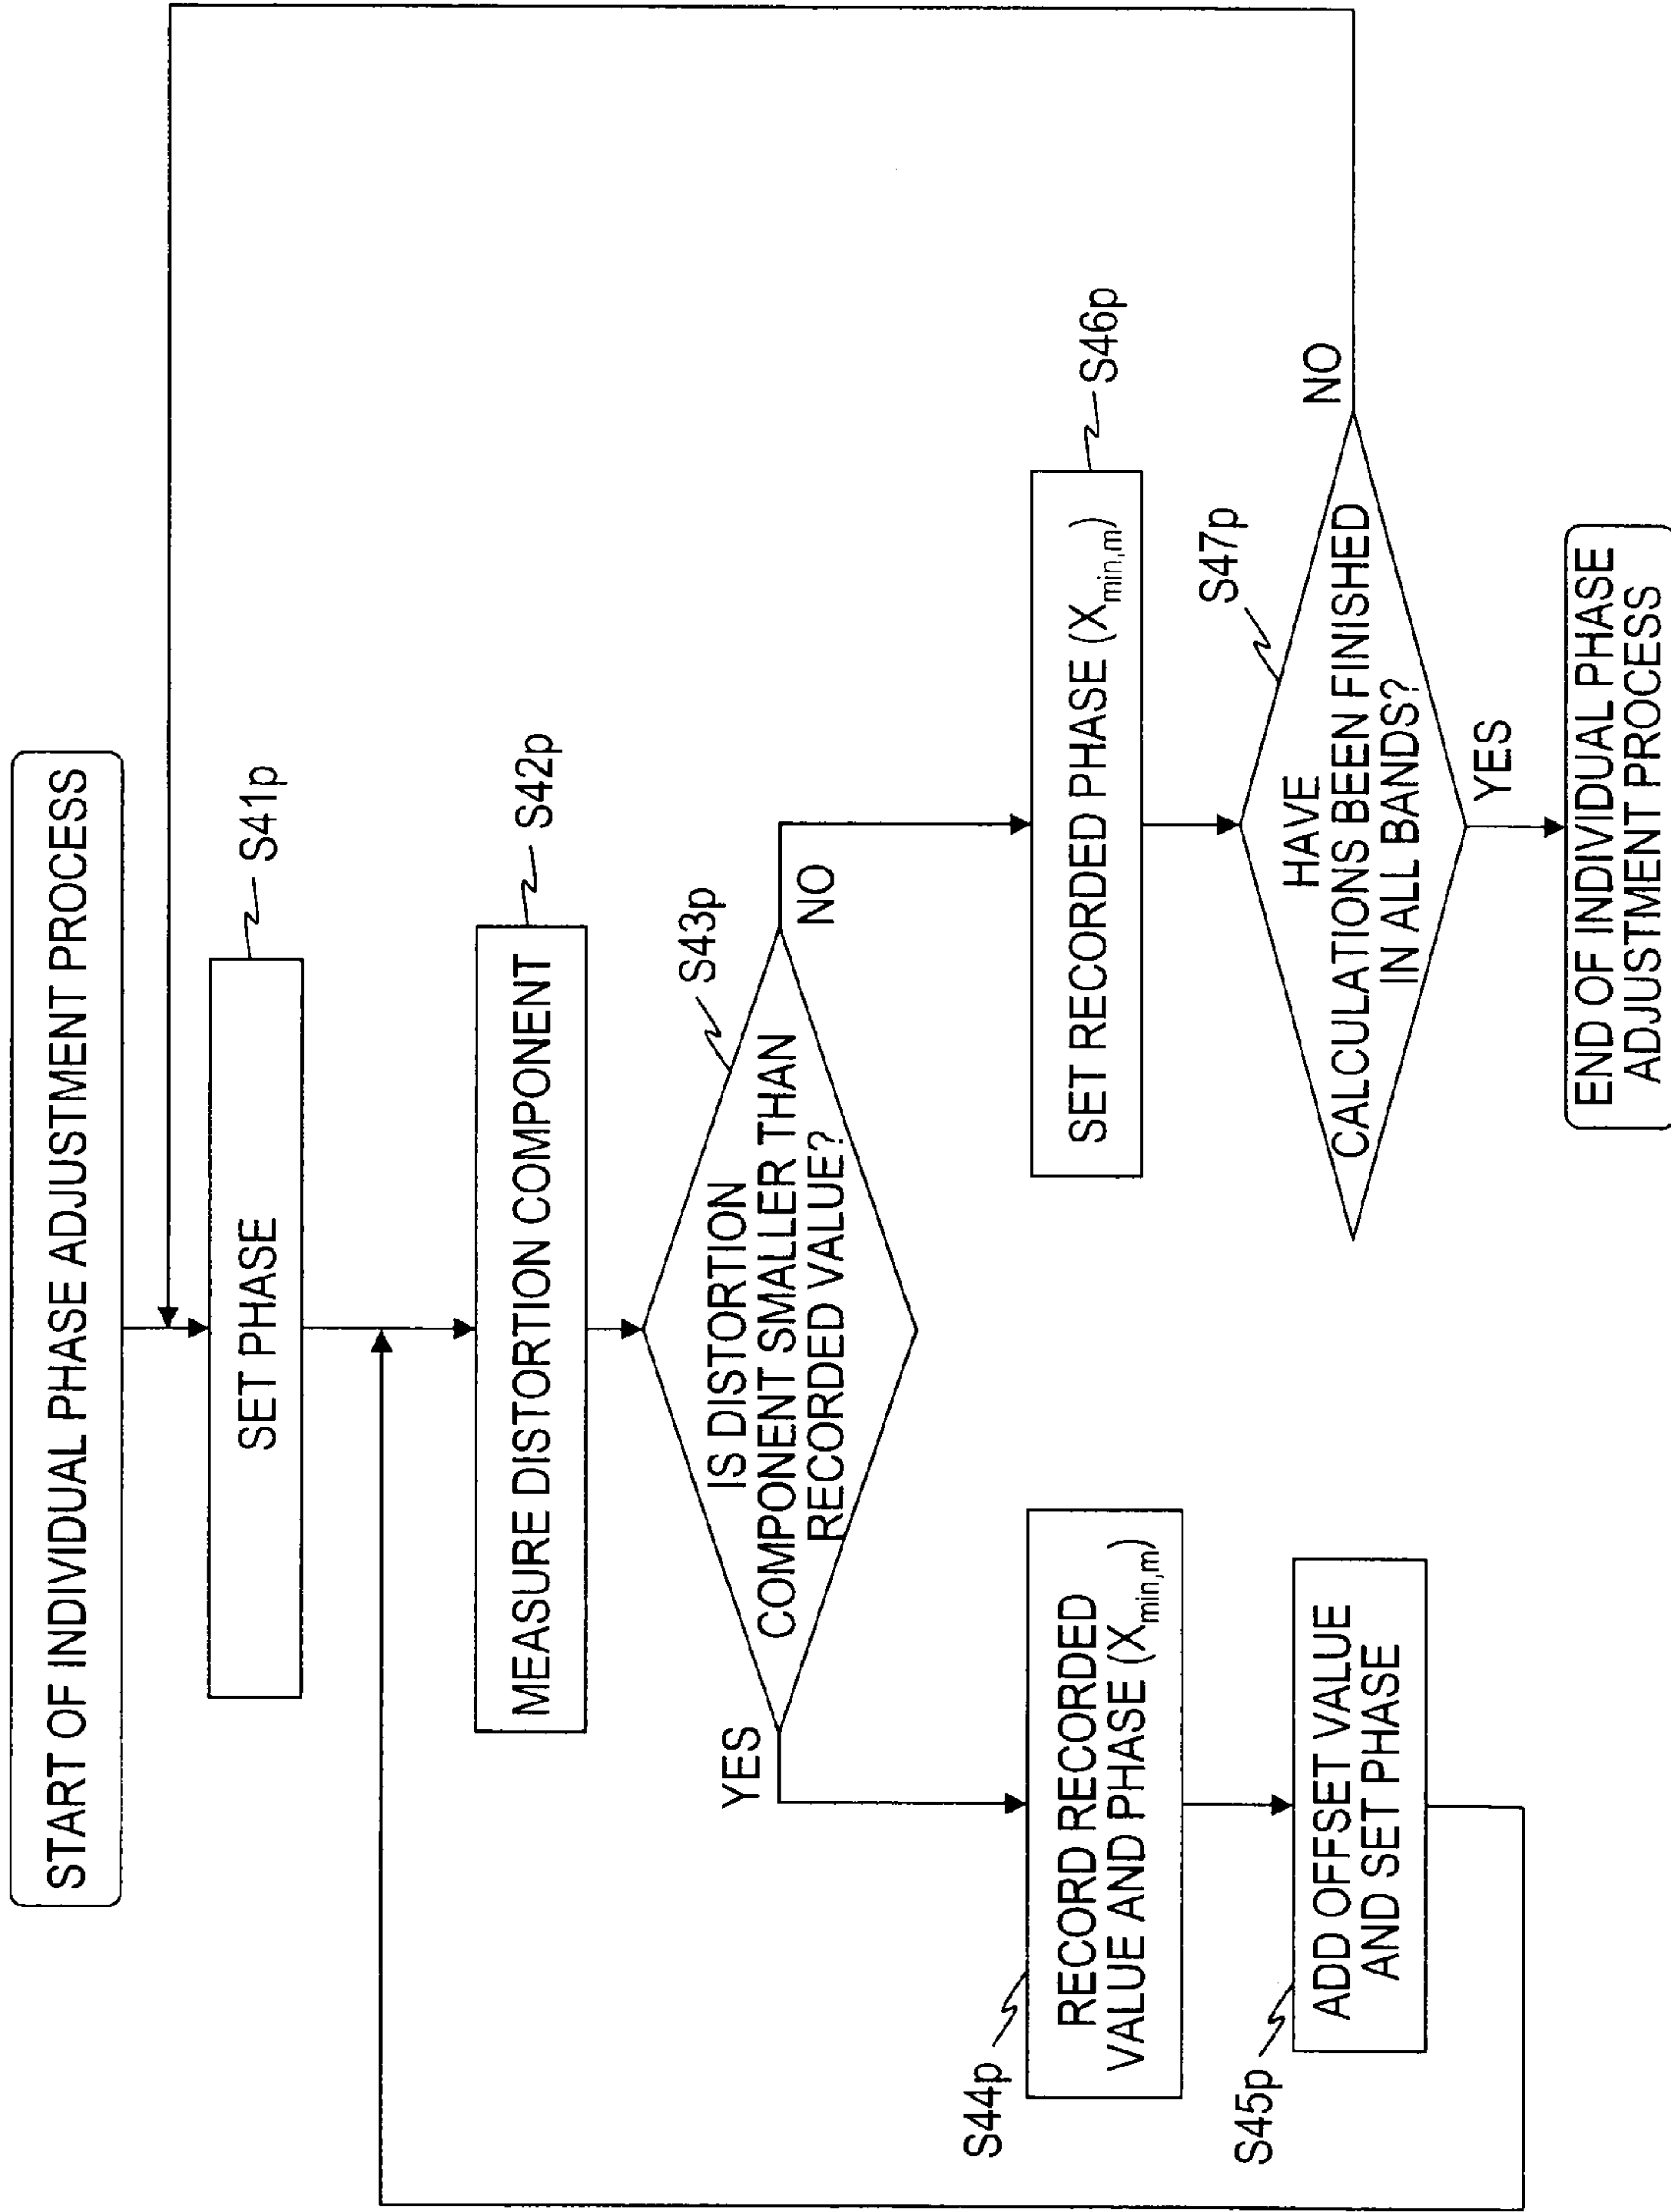 START OF INDIVIDUAL PHASE ADJUSTMENT PROCESS
SET PHASE
S41p
MEASURE DISTORTION COMPONENT
S42p
IS DISTORTION
COMPONENT SMALLER THAN
RECORDED VALUE?
S43p
YES
NO
RECORD RECORDED
VALUE AND PHASE (Xmin,m)
S44p
ADD OFFSET VALUE
AND SET PHASE
S45p
SET RECORDED PHASE (Xmin,m)
S46p
HAVE
CALCULATIONS BEEN FINISHED
IN ALL BANDS?
S47p
NO
YES
END OF INDIVIDUAL PHASE
ADJUSTMENT PROCESS